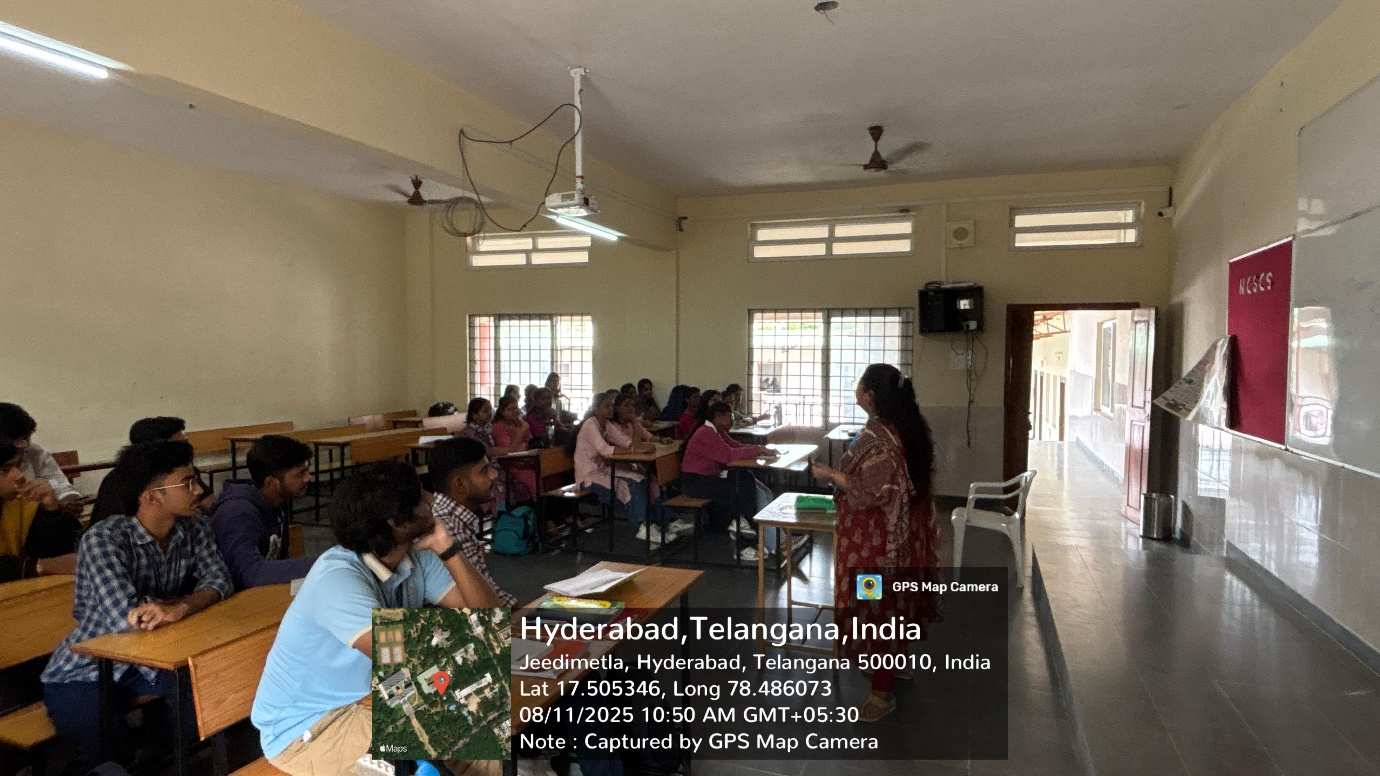 NCSCS
GPS Map Camera
Hyderabad,Telangana,India
Jeedimetla, Hyderabad, Telangana 500010, India
Lat 17.505346, Long 78.486073
08/11/2025 10:50 AM GMT+05:30
Note : Captured by GPS Map Camera
Maps